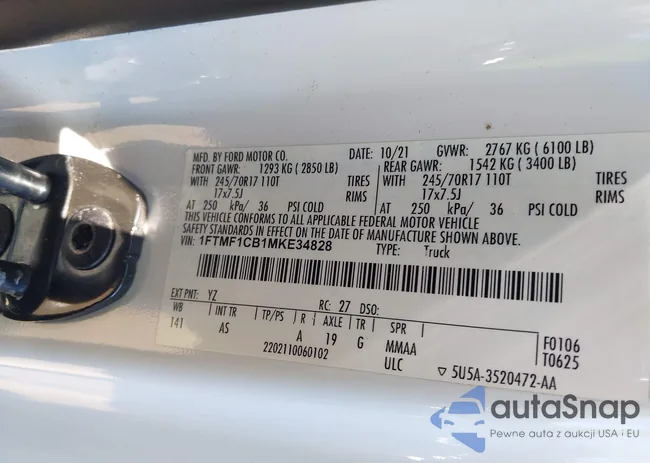 MFD. BY FORD MOTOR CO. DATE: 10/21 GVWR: 2767 KG ( 6100 LB)
FRONT GAWR: 1293 KG ( 2850 LB) REAR GAWR: 1542 KG ( 3400 LB)
WITH 245/70R17 110T TIRES WITH 245/70R17 110T TIRES
17x7.5J RIMS 17x7.5J RIMS
AT 250 kPa/ 36 PSI COLD AT 250 kPa/ 36 PSI COLD
THIS VEHICLE CONFORMS TO ALL APPLICABLE FEDERAL MOTOR VEHICLE
SAFETY STANDARDS IN EFFECT ON THE DATE OF MANUFACTURE SHOWN ABOVE.
VIN: 1FTMF1CB1MKE34828 TYPE: Truck
EXT PNT: YZ RC: 27 DSO:
WB INT TR TP/PS R AXLE TR SPR
141 AS A 19 G MMAA F0106
2202110060102 ULC T0625
▽ 5U5A-3520472-AA
autaSnap
Pewne auta z aukcji USA i EU